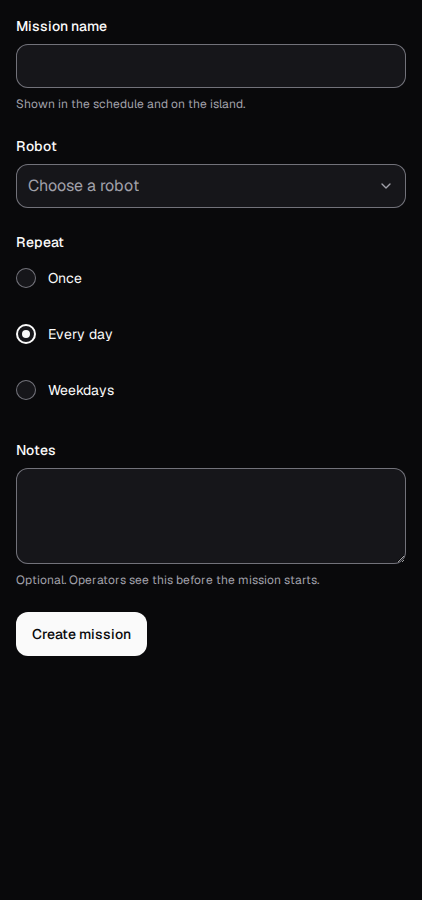 Mission name
Shown in the schedule and on the island.
Robot
Choose a robot
Repeat
Once
Every day
Weekdays
Notes
Optional. Operators see this before the mission starts.
Create mission